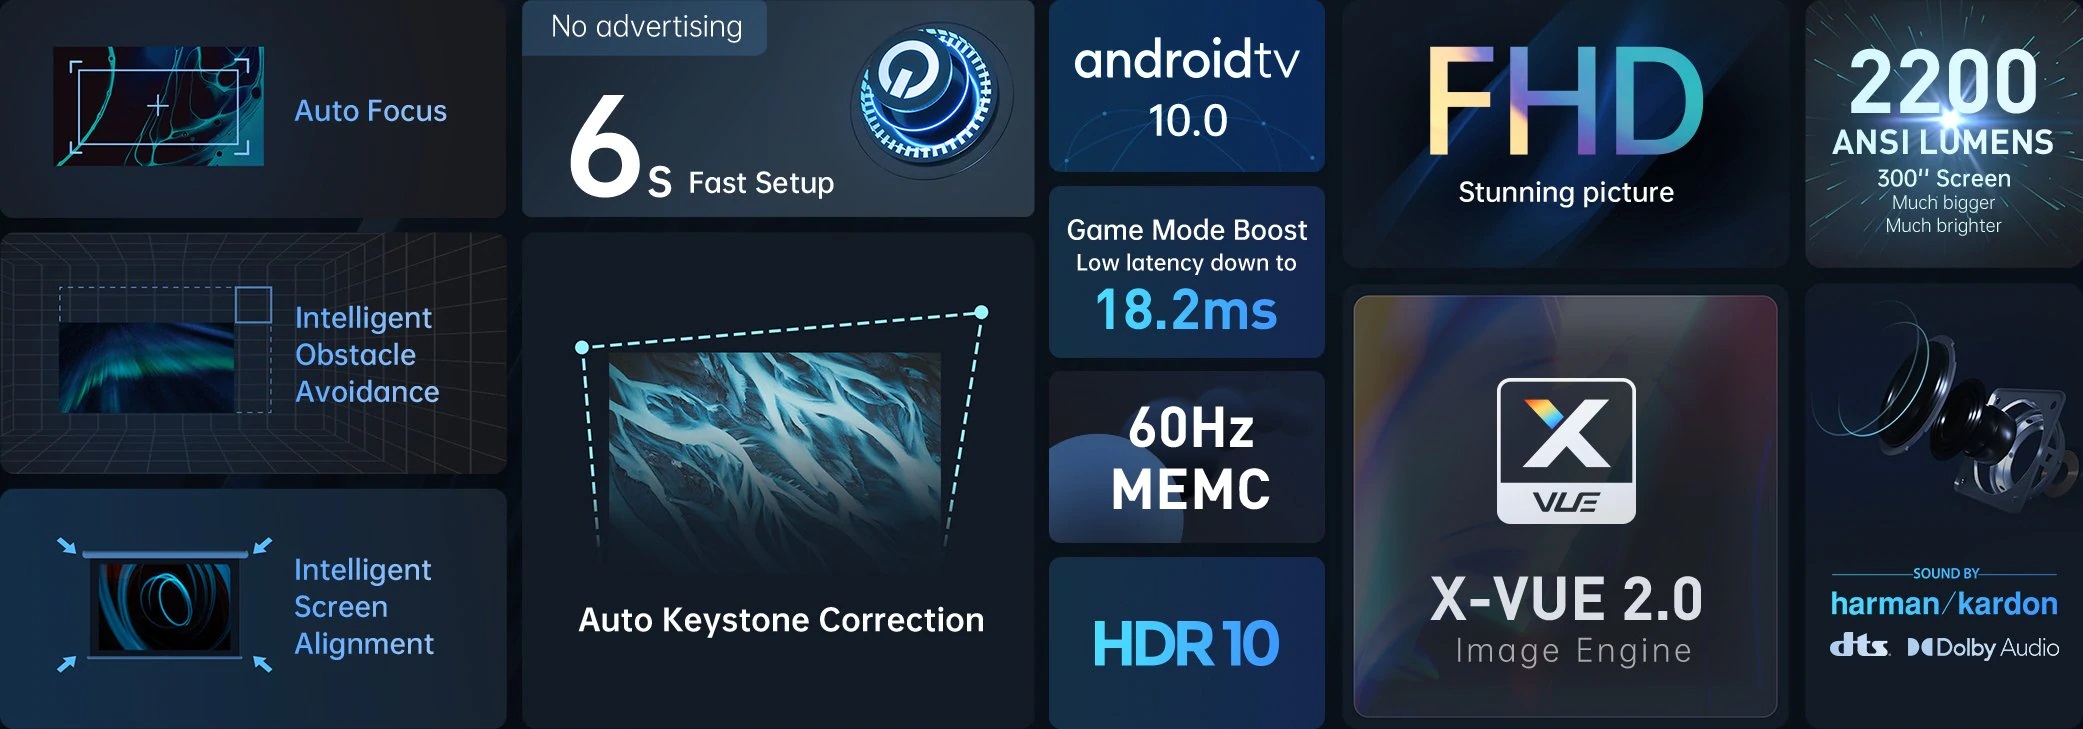 Auto Focus
Intelligent
Obstacle
Avoidance
Intelligent
Screen
Alignment
No advertising
6s Fast Setup
Auto Keystone Correction
androidtv
10.0
Game Mode Boost
Low latency down to
18.2ms
60Hz
MEMC
HDR10
FHD
Stunning picture
X
VUE
X-VUE 2.0
Image Engine
2200
ANSI LUMENS
300'' Screen
Much bigger
Much brighter
SOUND BY
harman/kardon
dts Dolby Audio